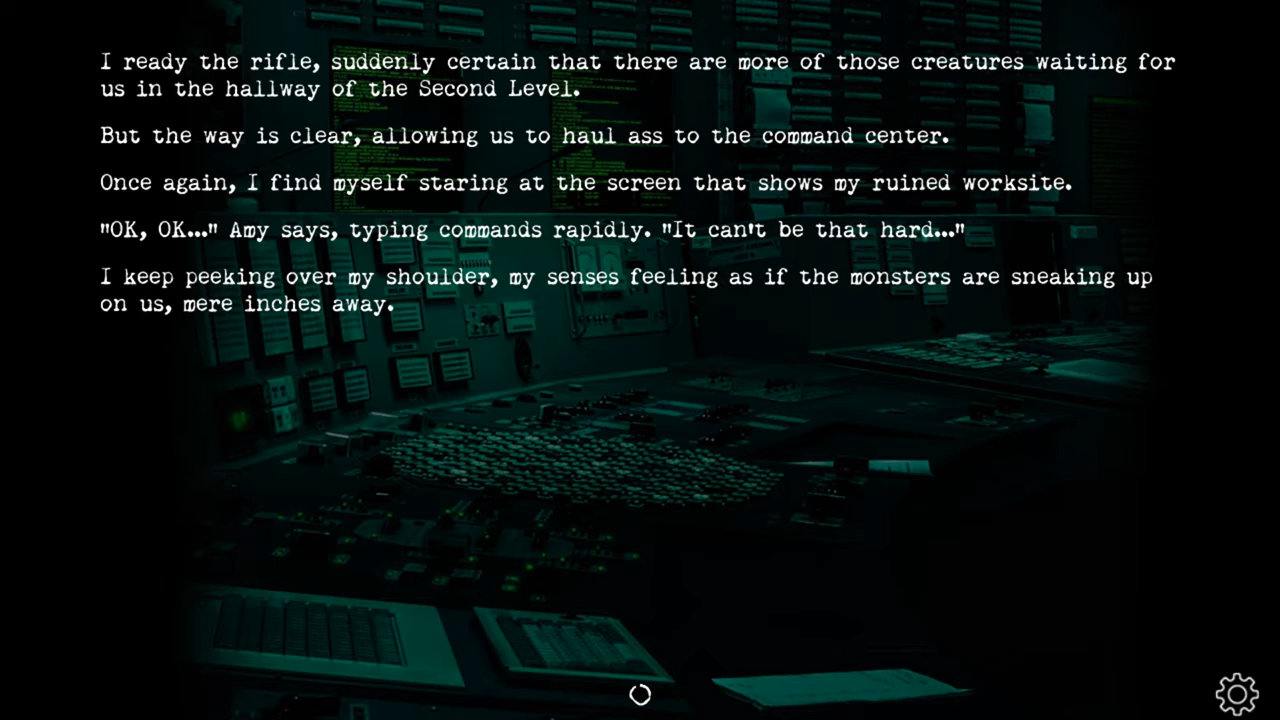 I ready the rifle, suddenly certain that there are more of those creatures waiting for
us in the hallway of the Second Level.
But the way is clear, allowing us to haul ass to the command center.
Once again, I find myself staring at the screen that shows my ruined worksite.
"OK, OK..." Amy says, typing commands rapidly. "It can't be that hard..."
I keep peeking over my shoulder, my senses feeling as if the monsters are sneaking up
on us, mere inches away.